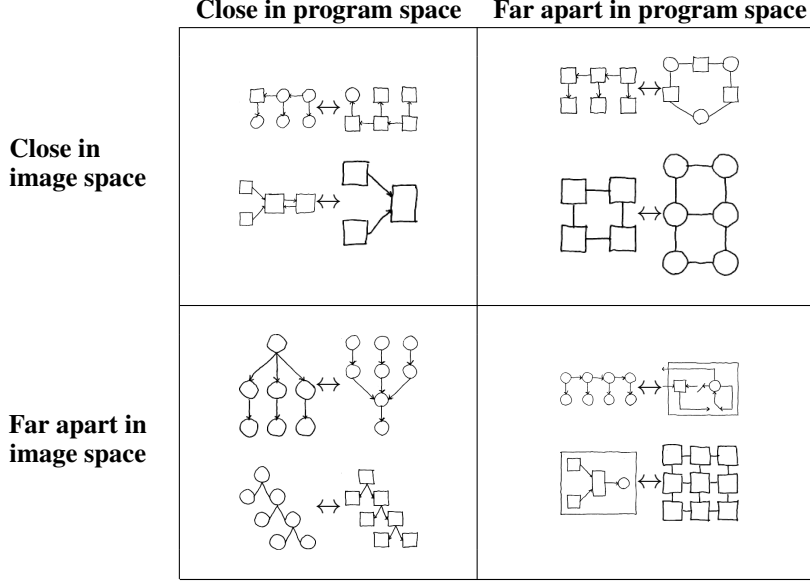 Close in program space Far apart in program space
Close in
image space
Far apart in
image space